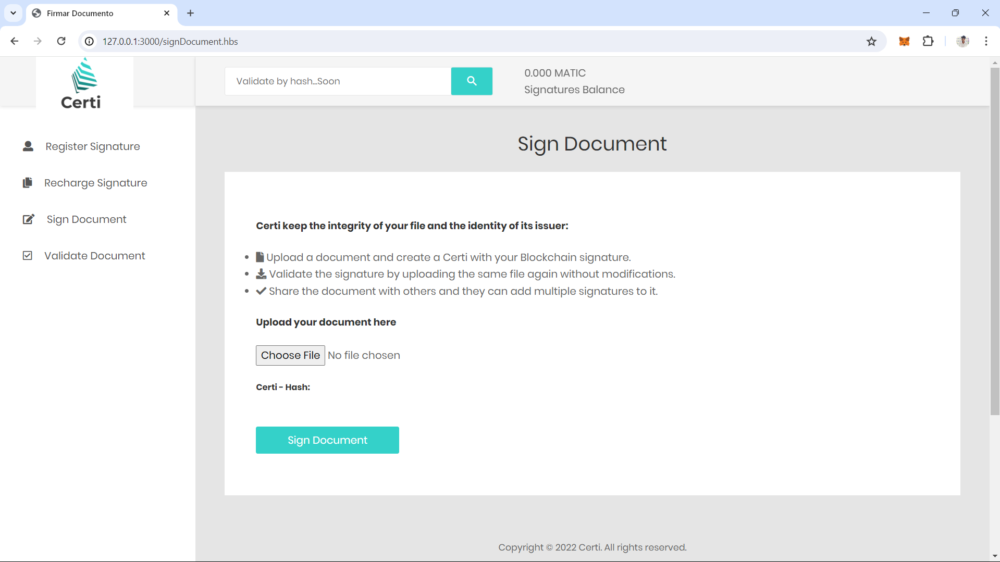 Firmar Documento
127.0.0.1:3000/signDocument.hbs
Certi
Validate by hash...Soon
0.000 MATIC
Signatures Balance
Register Signature
Recharge Signature
Sign Document
Validate Document
Sign Document
Certi keep the integrity of your file and the identity of its issuer:
Upload a document and create a Certi with your Blockchain signature.
Validate the signature by uploading the same file again without modifications.
Share the document with others and they can add multiple signatures to it.
Upload your document here
Choose File No file chosen
Certi - Hash:
Sign Document
Copyright © 2022 Certi. All rights reserved.